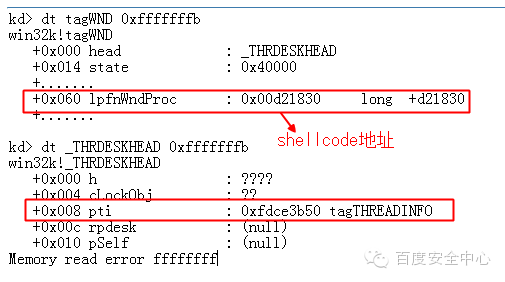 kd> dt tagWND 0xfffffffb
win32k!tagWND
+0x000 head : _THRDESKHEAD
+0x014 state : 0x40000
+.......
+0x060 lpfnWndProc : 0x00d21830 long +d21830
+.......
shellcode地址
kd> dt _THRDESKHEAD 0xfffffffb
win32k!_THRDESKHEAD
+0x000 h : ????
+0x004 cLockObj : ??
+0x008 pti : 0xfdce3b50 tagTHREADINFO
+0x00c rpdesk : (null)
+0x010 pSelf : (null)
Memory read error ffffffff
百度安全中心